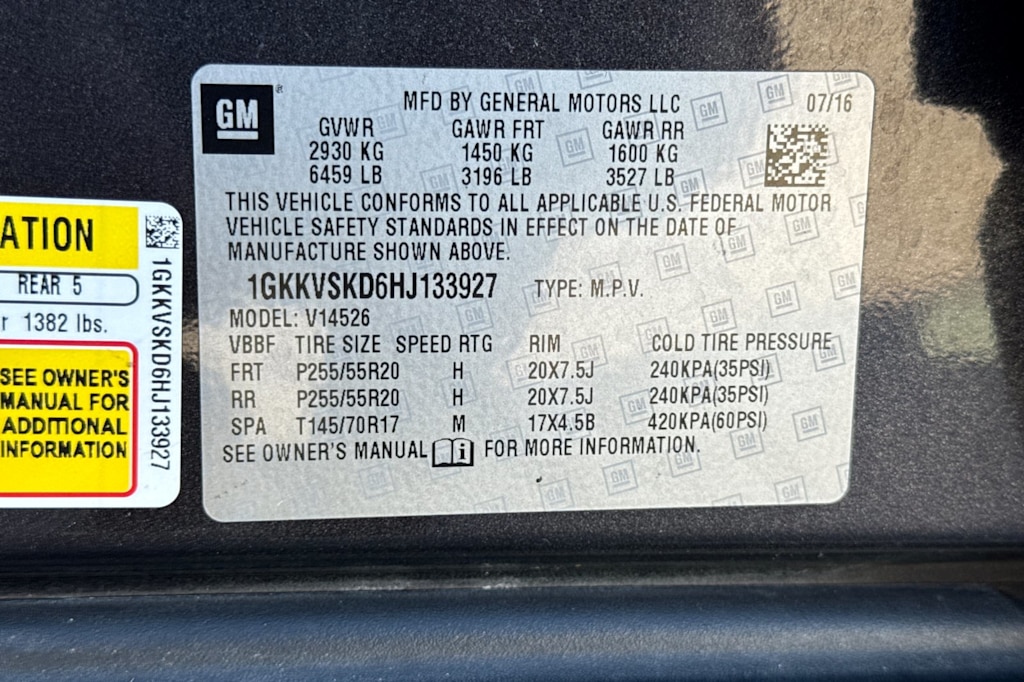 GM
MFD BY GENERAL MOTORS LLC 07/16
GVWR GAWR FRT GAWR RR
2930 KG 1450 KG 1600 KG
6459 LB 3196 LB 3527 LB
THIS VEHICLE CONFORMS TO ALL APPLICABLE U.S. FEDERAL MOTOR
VEHICLE SAFETY STANDARDS IN EFFECT ON THE DATE OF
MANUFACTURE SHOWN ABOVE.
1GKKVSKD6HJ133927 TYPE: M.P.V.
MODEL: V14526
VBBF TIRE SIZE SPEED RTG RIM COLD TIRE PRESSURE
FRT P255/55R20 H 20X7.5J 240KPA(35PSI)
RR P255/55R20 H 20X7.5J 240KPA(35PSI)
SPA T145/70R17 M 17X4.5B 420KPA(60PSI)
SEE OWNER'S MANUAL i FOR MORE INFORMATION.
ATION
REAR 5
r 1382 lbs.
SEE OWNER'S
MANUAL FOR
ADDITIONAL
INFORMATION
1GKKVSKD6HJ133927